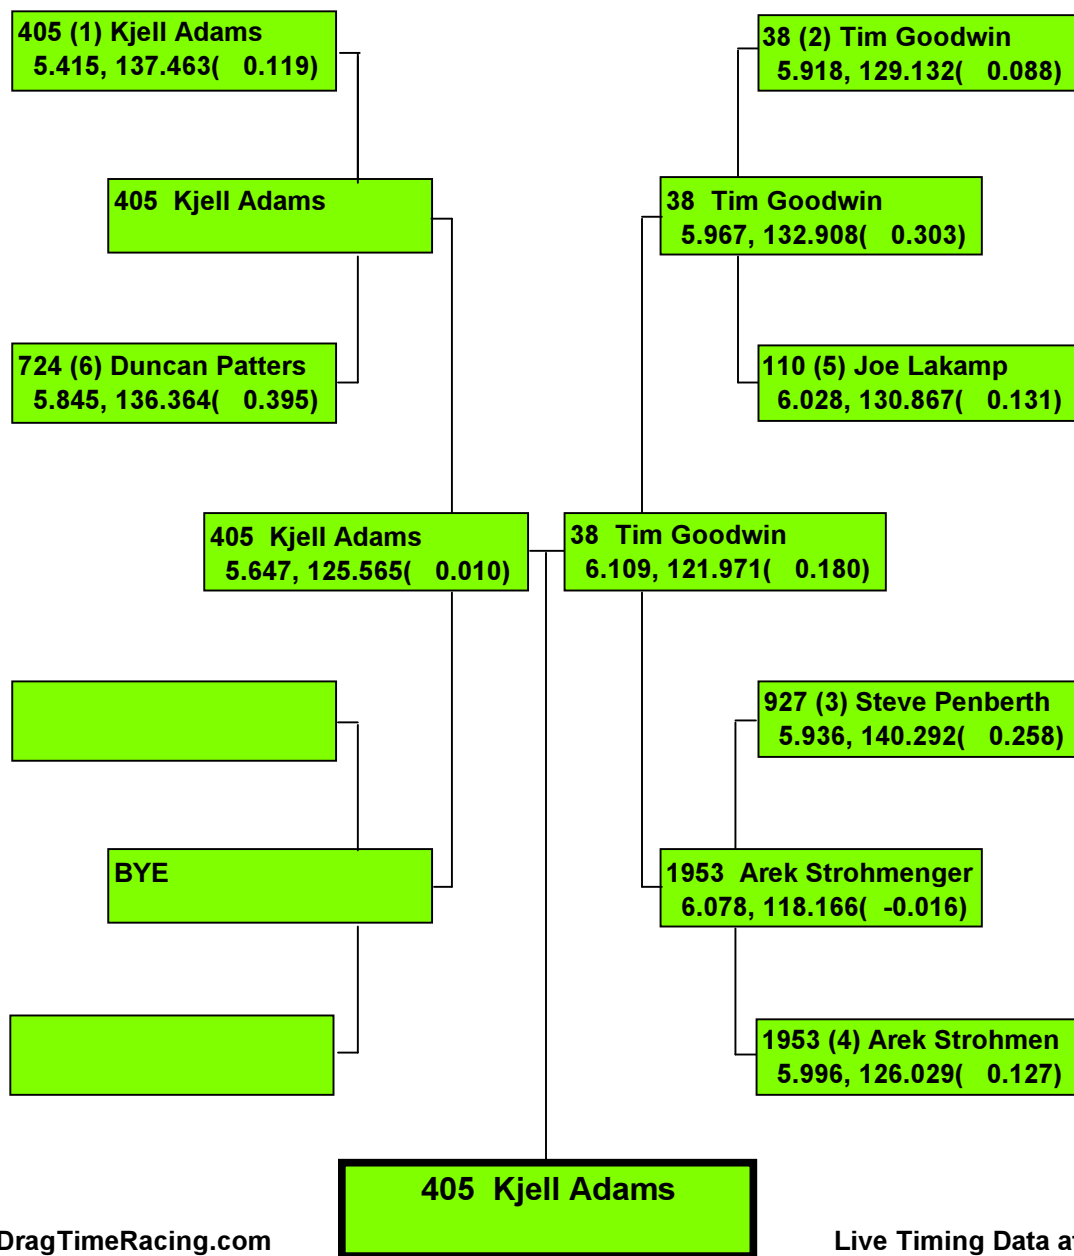 405 (1) Kjell Adams
5.415, 137.463(   0.119)
38 (2) Tim Goodwin
5.918, 129.132(   0.088)
405  Kjell Adams
38  Tim Goodwin
5.967, 132.908(   0.303)
724 (6) Duncan Patters
5.845, 136.364(   0.395)
110 (5) Joe Lakamp
6.028, 130.867(   0.131)
405  Kjell Adams
5.647, 125.565(   0.010)
38  Tim Goodwin
6.109, 121.971(   0.180)
927 (3) Steve Penberth
5.936, 140.292(   0.258)
BYE
1953  Arek Strohmenger
6.078, 118.166(  -0.016)
1953 (4) Arek Strohmen
5.996, 126.029(   0.127)
405  Kjell Adams
DragTimeRacing.com
Live Timing Data at